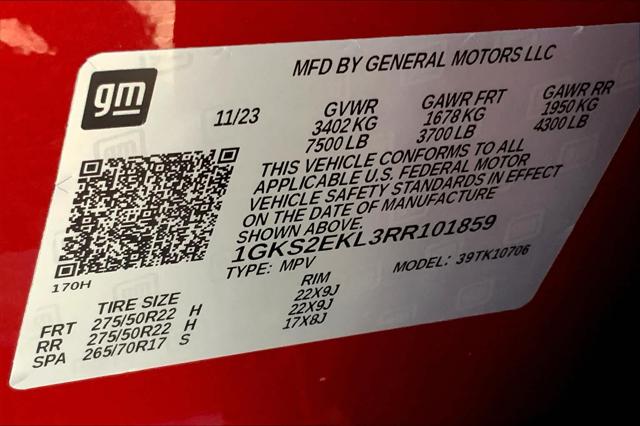 gm
MFD BY GENERAL MOTORS LLC
11/23 GVWR GAWR FRT GAWR RR
3402 KG 1678 KG 1950 KG
7500 LB 3700 LB 4300 LB
THIS VEHICLE CONFORMS TO ALL
APPLICABLE U.S. FEDERAL MOTOR
VEHICLE SAFETY STANDARDS IN EFFECT
ON THE DATE OF MANUFACTURE
SHOWN ABOVE.
1GKS2EKL3RR101859
TYPE: MPV MODEL: 39TK10706
170H
TIRE SIZE RIM
FRT 275/50R22 H 22X9J
RR 275/50R22 H 22X9J
SPA 265/70R17 S 17X8J